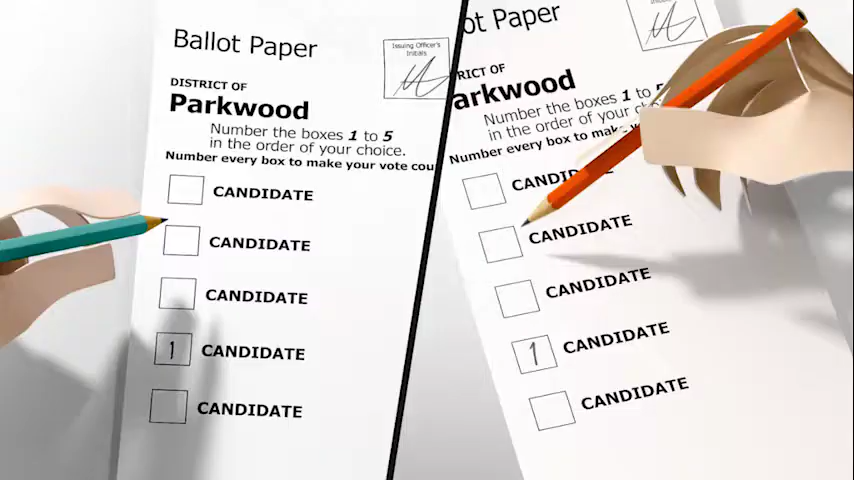 Ballot Paper
Issuing Officer's
Initials
DISTRICT OF
Parkwood
Number the boxes 1 to 5
in the order of your choice.
Number every box to make your vote cou
CANDIDATE
CANDIDATE
CANDIDATE
1 CANDIDATE
CANDIDATE
ot Paper
Initials
RICT OF
arkwood
Number the boxes 1 to 5
in the order of your
Number every box to make
CANDIDATE
CANDIDATE
CANDIDATE
1 CANDIDATE
CANDIDATE